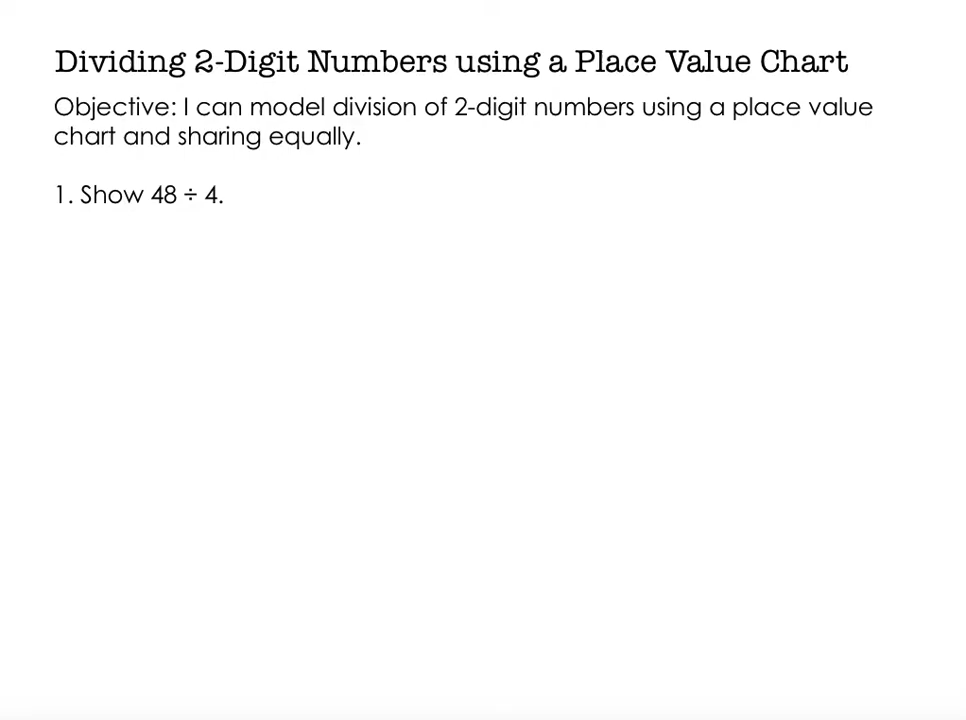 Dividing 2-Digit Numbers using a Place Value Chart
Objective: I can model division of 2-digit numbers using a place value
chart and sharing equally.
1. Show 48 ÷ 4.